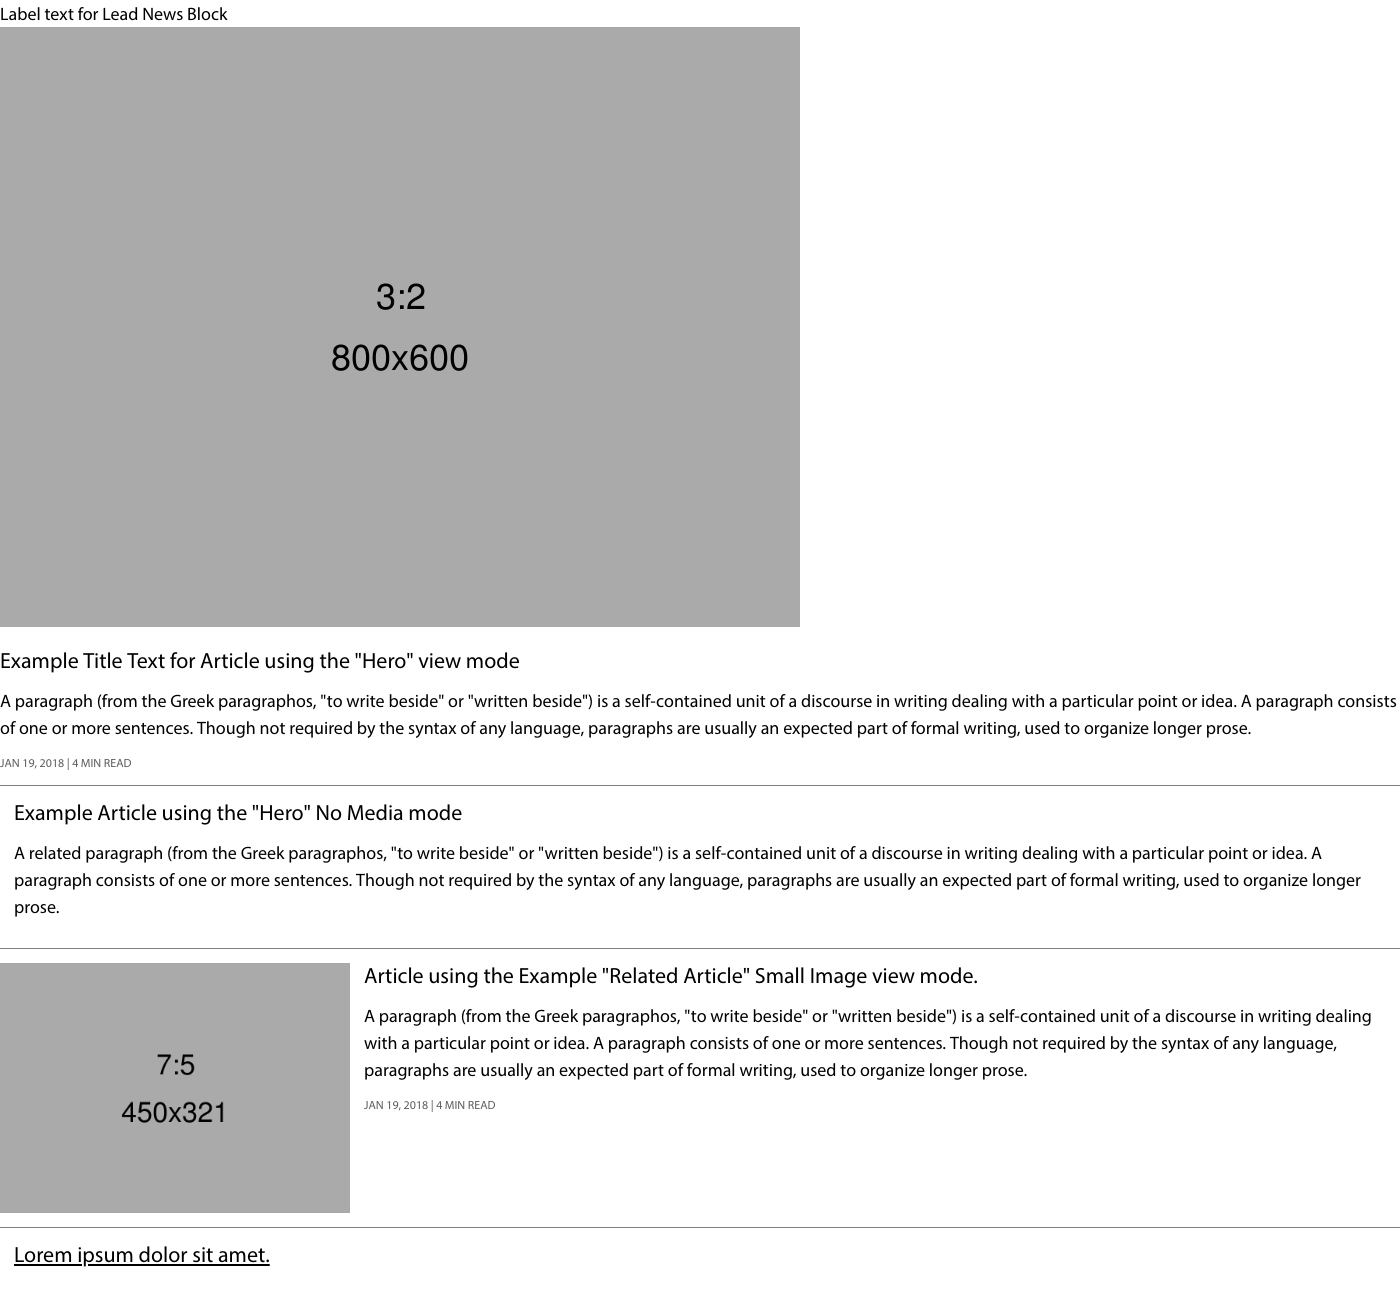 Label text for Lead News Block
3:2
800x600
Example Title Text for Article using the "Hero" view mode
A paragraph (from the Greek paragraphos, "to write beside" or "written beside") is a self-contained unit of a discourse in writing dealing with a particular point or idea. A paragraph consists
of one or more sentences. Though not required by the syntax of any language, paragraphs are usually an expected part of formal writing, used to organize longer prose.
JAN 19, 2018 | 4 MIN READ
Example Article using the "Hero" No Media mode
A related paragraph (from the Greek paragraphos, "to write beside" or "written beside") is a self-contained unit of a discourse in writing dealing with a particular point or idea. A
paragraph consists of one or more sentences. Though not required by the syntax of any language, paragraphs are usually an expected part of formal writing, used to organize longer
prose.
7:5
450x321
Article using the Example "Related Article" Small Image view mode.
A paragraph (from the Greek paragraphos, "to write beside" or "written beside") is a self-contained unit of a discourse in writing dealing
with a particular point or idea. A paragraph consists of one or more sentences. Though not required by the syntax of any language,
paragraphs are usually an expected part of formal writing, used to organize longer prose.
JAN 19, 2018 | 4 MIN READ
Lorem ipsum dolor sit amet.